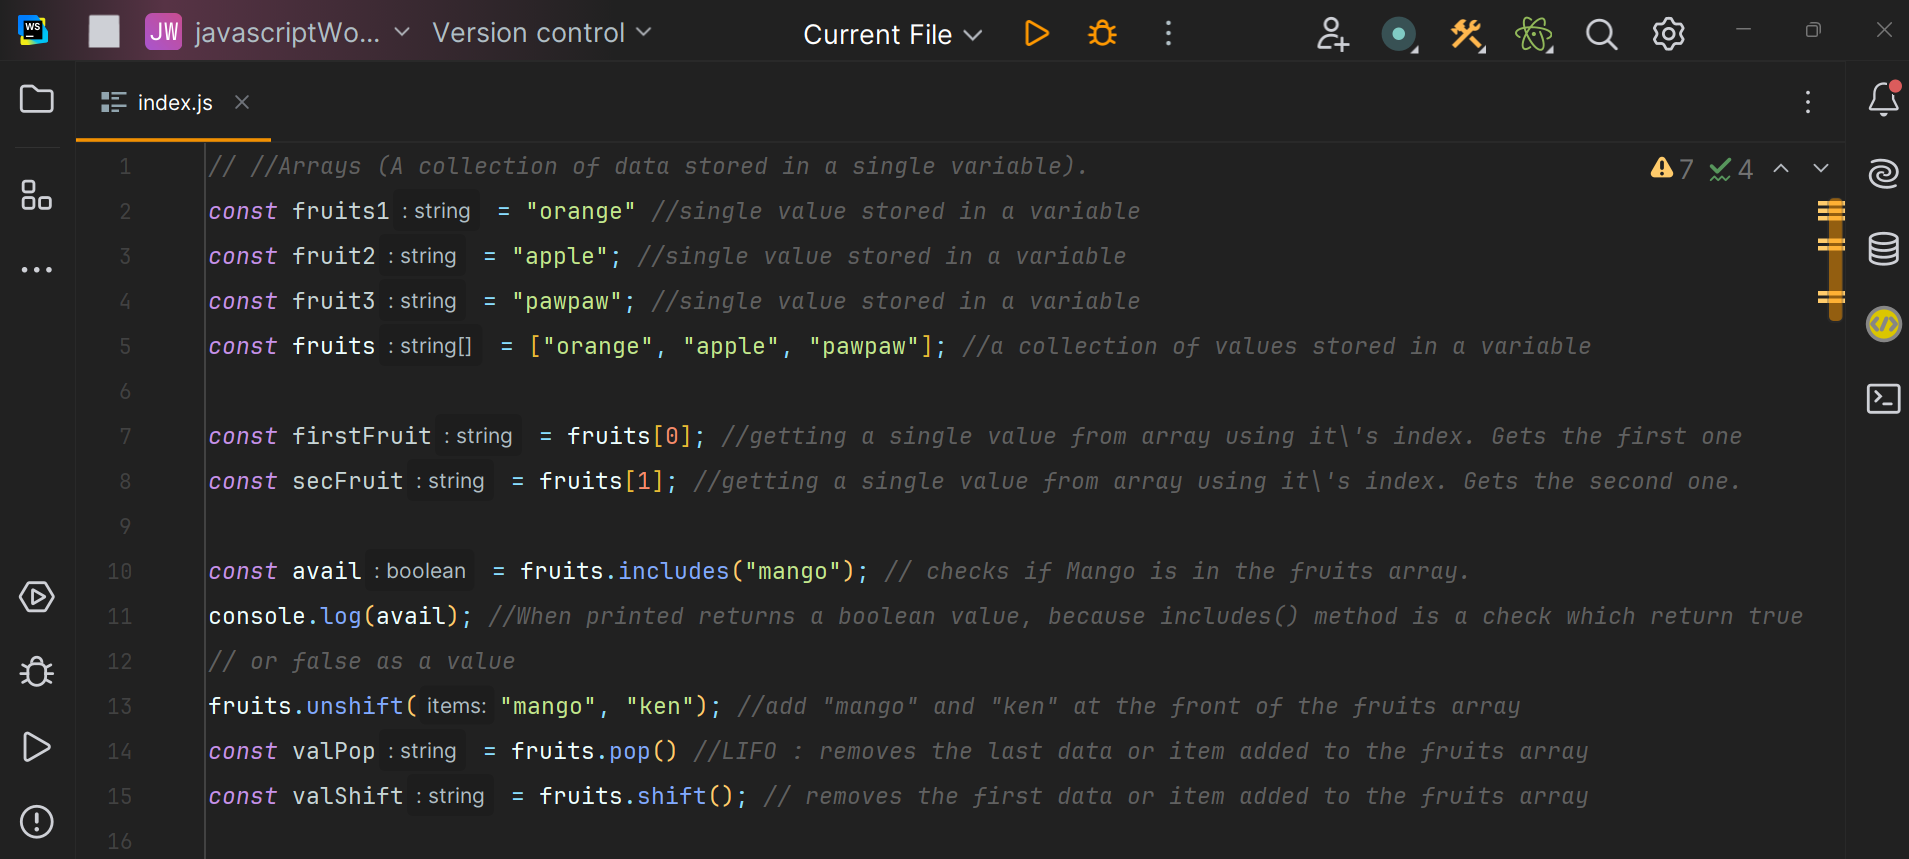 WS
JW javascriptWo... Version control Current File
index.js
7 4
1 // //Arrays (A collection of data stored in a single variable).
2 const fruits1 : string = "orange" //single value stored in a variable
3 const fruit2 : string = "apple"; //single value stored in a variable
4 const fruit3 : string = "pawpaw"; //single value stored in a variable
5 const fruits : string[] = ["orange", "apple", "pawpaw"]; //a collection of values stored in a variable
6
7 const firstFruit : string = fruits[0]; //getting a single value from array using it\'s index. Gets the first one
8 const secFruit : string = fruits[1]; //getting a single value from array using it\'s index. Gets the second one.
9
10 const avail : boolean = fruits.includes("mango"); // checks if Mango is in the fruits array.
11 console.log(avail); //When printed returns a boolean value, because includes() method is a check which return true
12 // or false as a value
13 fruits.unshift( items: "mango", "ken"); //add "mango" and "ken" at the front of the fruits array
14 const valPop : string = fruits.pop() //LIFO : removes the last data or item added to the fruits array
15 const valShift : string = fruits.shift(); // removes the first data or item added to the fruits array
16